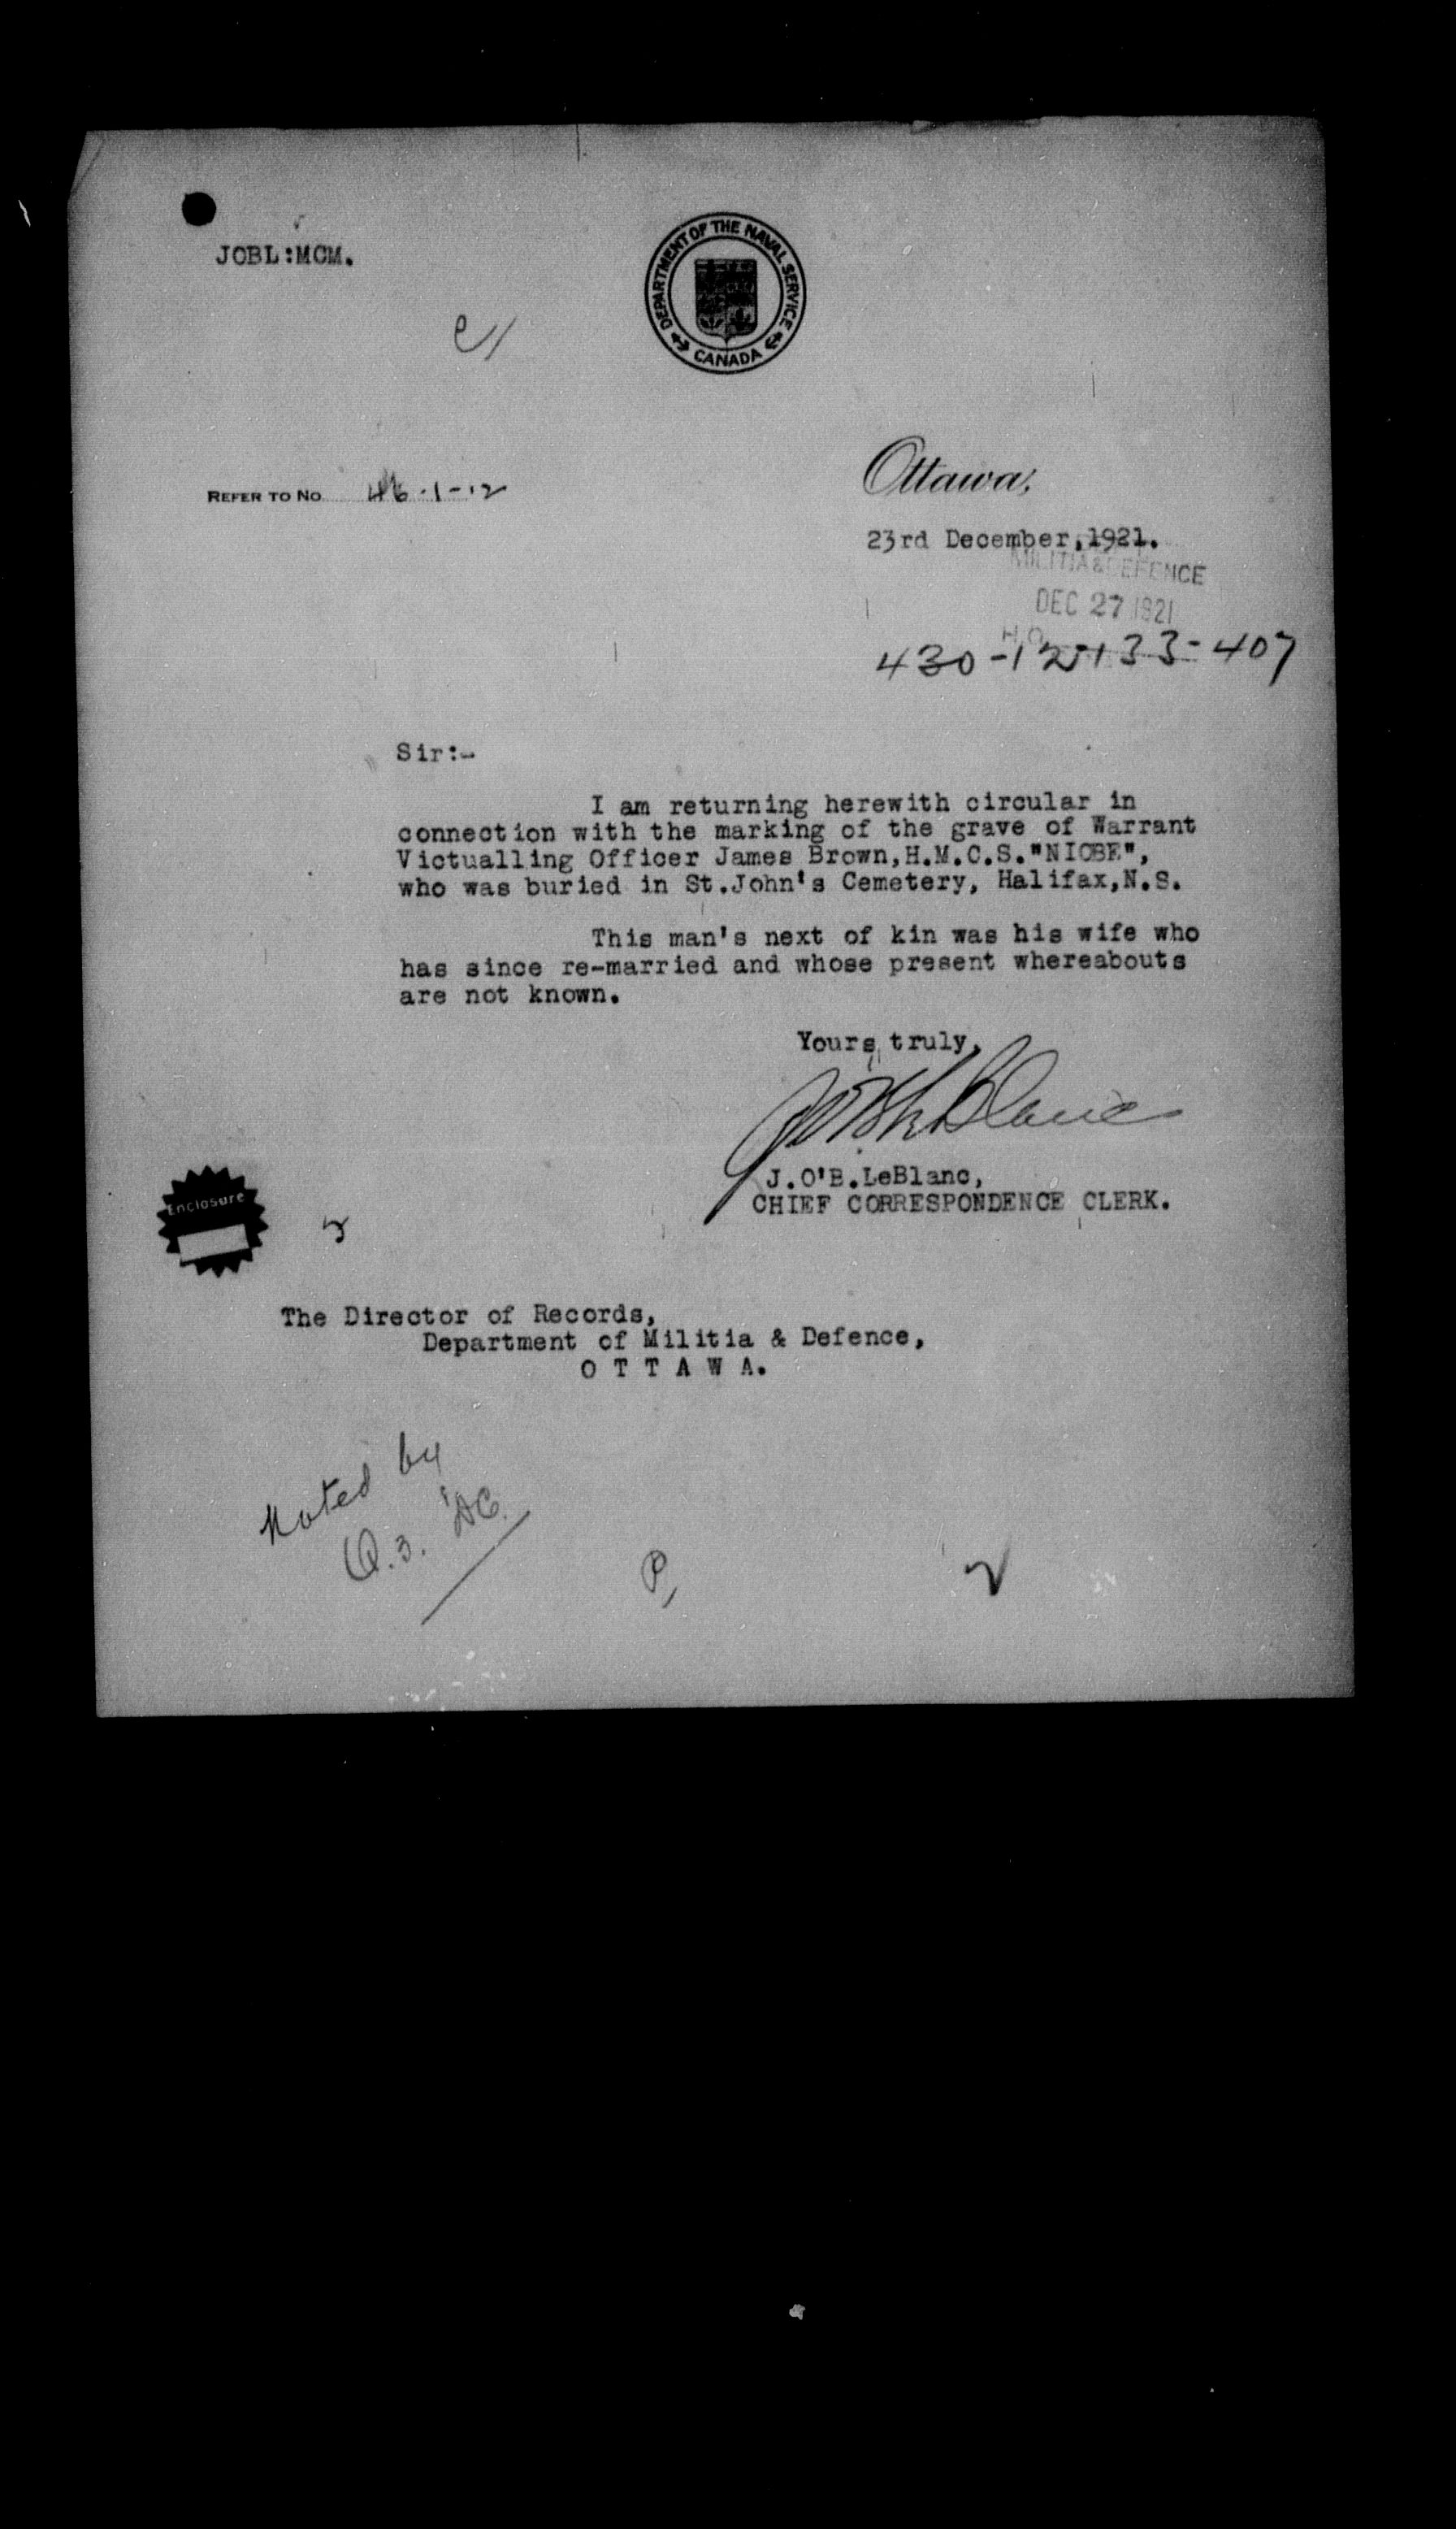 JOBL:MCM.
DEPARTMENT OF THE NAVAL SERVICE
CANADA
REFER TO No. 46-1-12
Ottawa,
23rd December,1921.
MILITIA & DEFENCE
DEC 27 1921
H.Q.
430-12-133-407
Sir:-
I am returning herewith circular in
connection with the marking of the grave of Warrant
Victualling Officer James Brown,H.M.C.S."NIOBE",
who was buried in St.John's Cemetery, Halifax,N.S.
This man's next of kin was his wife who
has since re-married and whose present whereabouts
are not known.
Yours truly,
J.O'B.LeBlanc
J.O'B.LeBlanc,
CHIEF CORRESPONDENCE CLERK.
Enclosure
The Director of Records,
Department of Militia & Defence,
O T T A W A.
Noted by
Q.3. DC
P
2